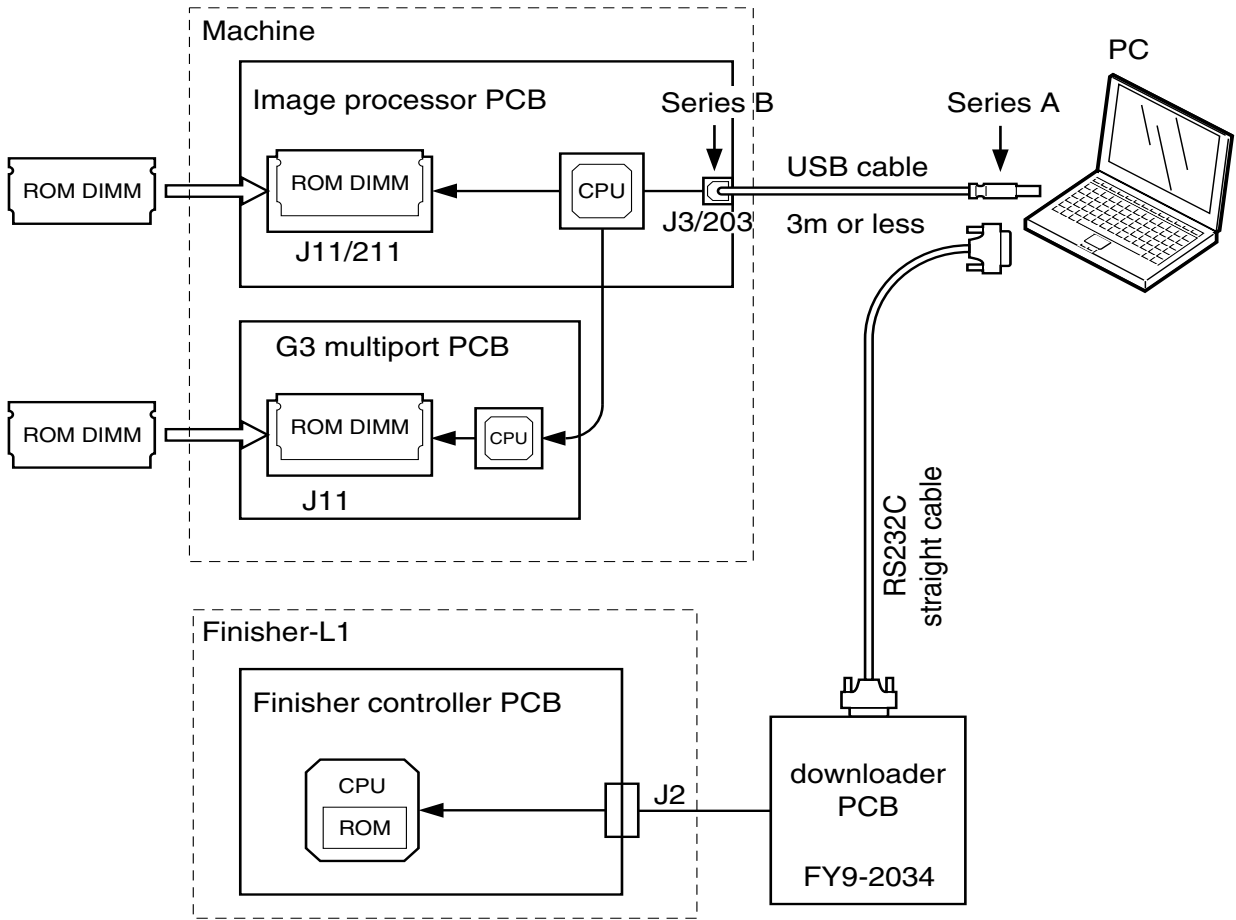 Machine
PC
Image processor PCB
Series B
Series A
ROM DIMM
ROM DIMM
CPU
USB cable
J11/211
J3/203
3m or less
G3 multiport PCB
ROM DIMM
ROM DIMM
CPU
J11
RS232C
straight cable
Finisher-L1
Finisher controller PCB
CPU
ROM
J2
downloader
PCB
FY9-2034